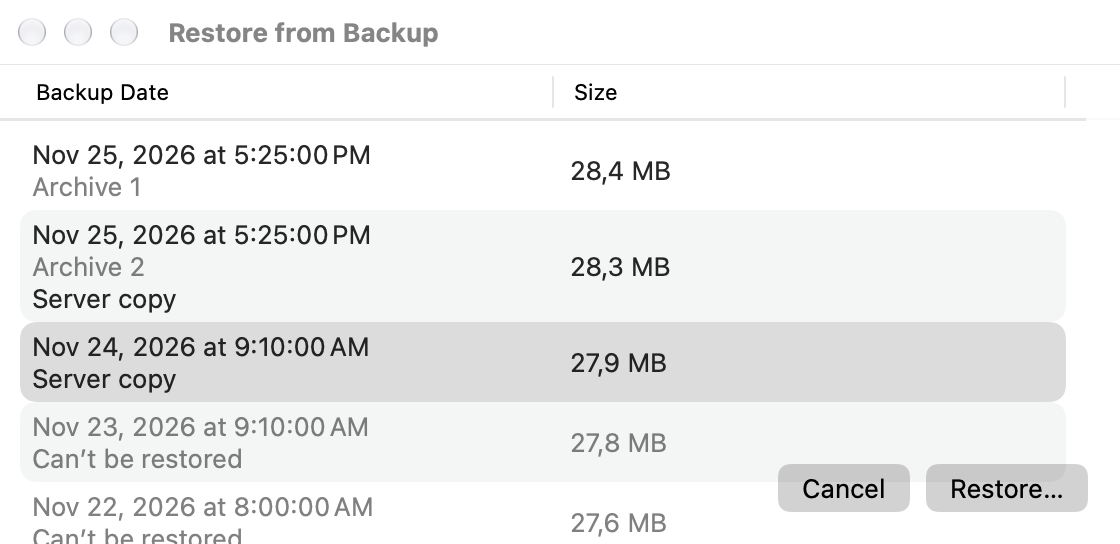 Restore from Backup
Backup Date Size
Nov 25, 2026 at 5:25:00 PM
Archive 1
28,4 MB
Nov 25, 2026 at 5:25:00 PM
Archive 2
Server copy
28,3 MB
Nov 24, 2026 at 9:10:00 AM
Server copy
27,9 MB
Nov 23, 2026 at 9:10:00 AM
Can’t be restored
27,8 MB
Nov 22, 2026 at 8:00:00 AM
Can’t be restored
27,6 MB
Cancel Restore...